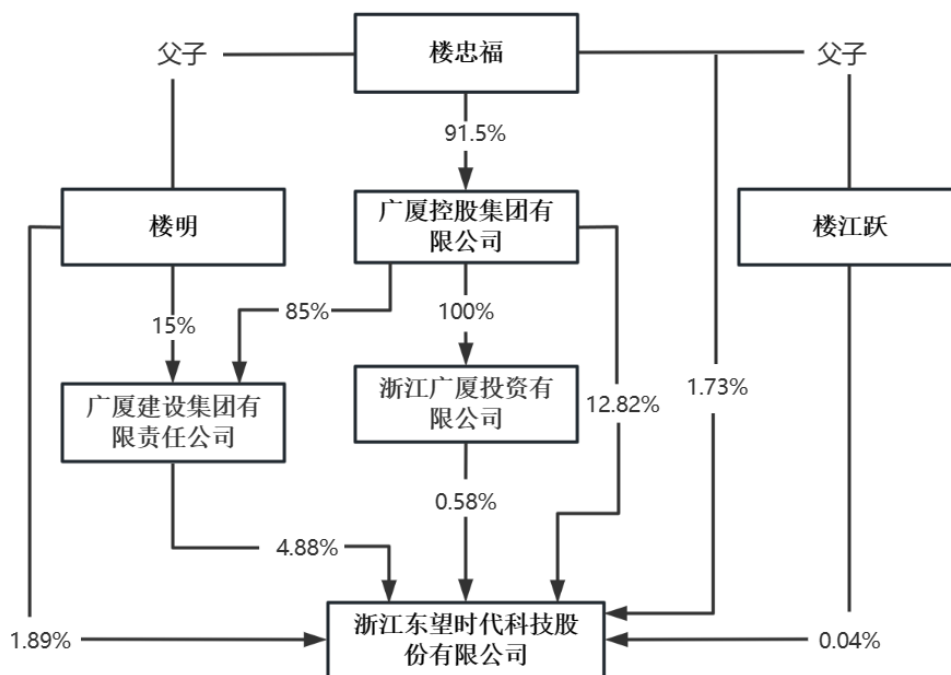 楼忠福
父子
父子
91.5%
楼明
广厦控股集团有
限公司
楼江跃
15%
85%
100%
12.82%
1.73%
广厦建设集团有
限责任公司
浙江广厦投资有
限公司
0.58%
4.88%
1.89%
浙江东望时代科技股
份有限公司
0.04%